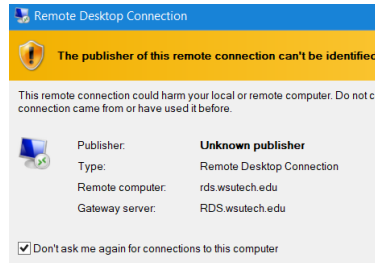 Remote Desktop Connection
The publisher of this remote connection can't be identified
This remote connection could harm your local or remote computer. Do not c
connection came from or have used it before.
Publisher: Unknown publisher
Type: Remote Desktop Connection
Remote computer: rds.wsutech.edu
Gateway server: RDS.wsutech.edu
Don't ask me again for connections to this computer